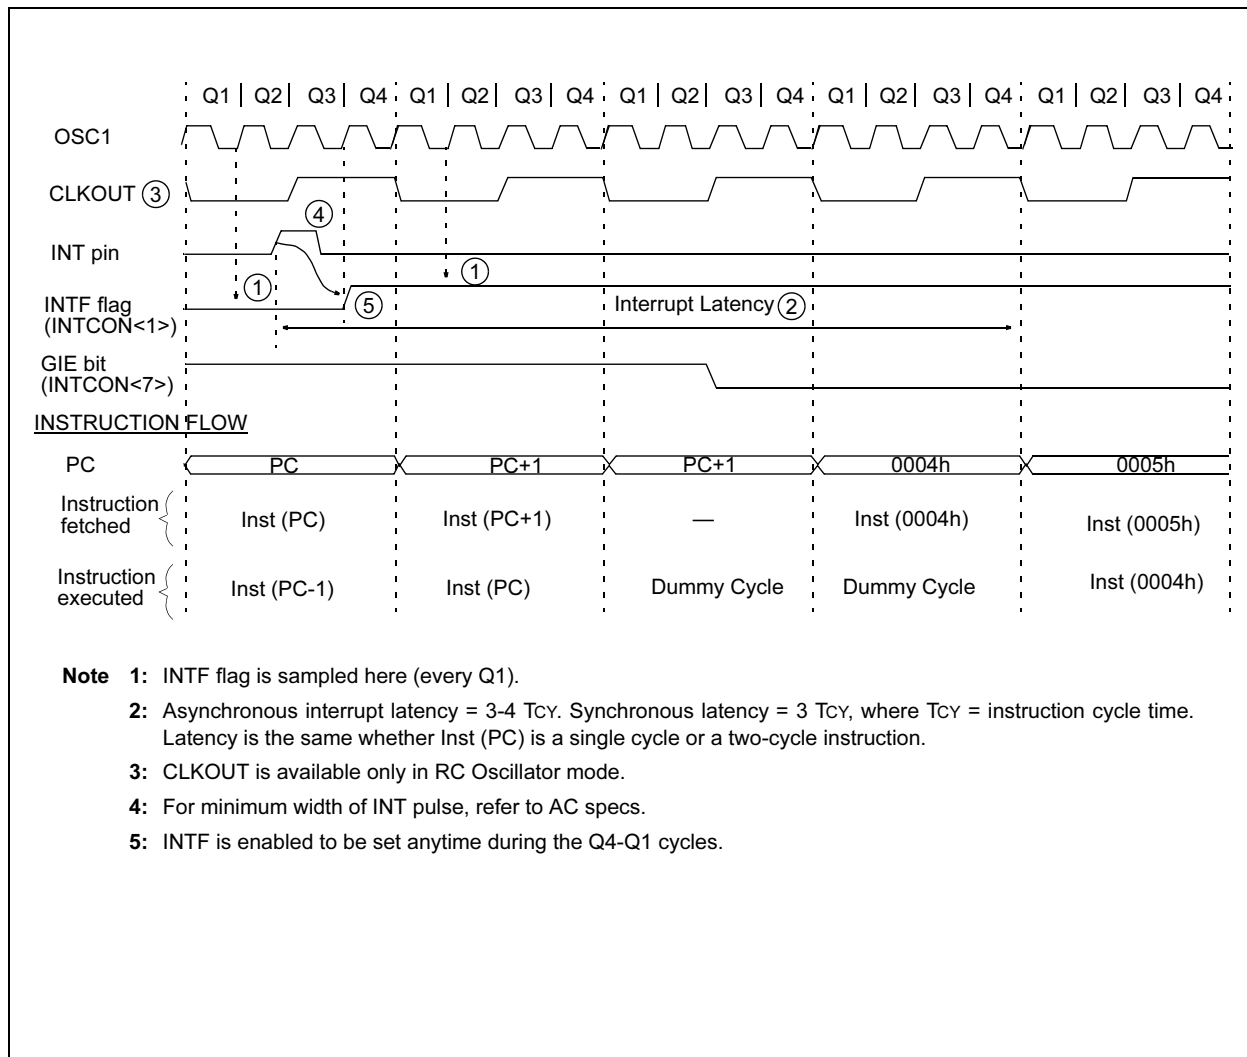 Q1 | Q2 | Q3 | Q4 Q1 | Q2 | Q3 | Q4 Q1 | Q2 | Q3 | Q4 Q1 | Q2 | Q3 | Q4 Q1 | Q2 | Q3 | Q4
OSC1
CLKOUT 3
4
INT pin
1 1
INTF flag
(INTCON<1>)
5
Interrupt Latency 2
GIE bit
(INTCON<7>)
INSTRUCTION FLOW
PC PC PC+1 PC+1 0004h 0005h
Instruction
fetched
Inst (PC) Inst (PC+1) — Inst (0004h) Inst (0005h)
Instruction
executed
Inst (PC-1) Inst (PC) Dummy Cycle Dummy Cycle Inst (0004h)
Note 1: INTF flag is sampled here (every Q1).
2: Asynchronous interrupt latency = 3-4 TCY. Synchronous latency = 3 TCY, where TCY = instruction cycle time.
Latency is the same whether Inst (PC) is a single cycle or a two-cycle instruction.
3: CLKOUT is available only in RC Oscillator mode.
4: For minimum width of INT pulse, refer to AC specs.
5: INTF is enabled to be set anytime during the Q4-Q1 cycles.